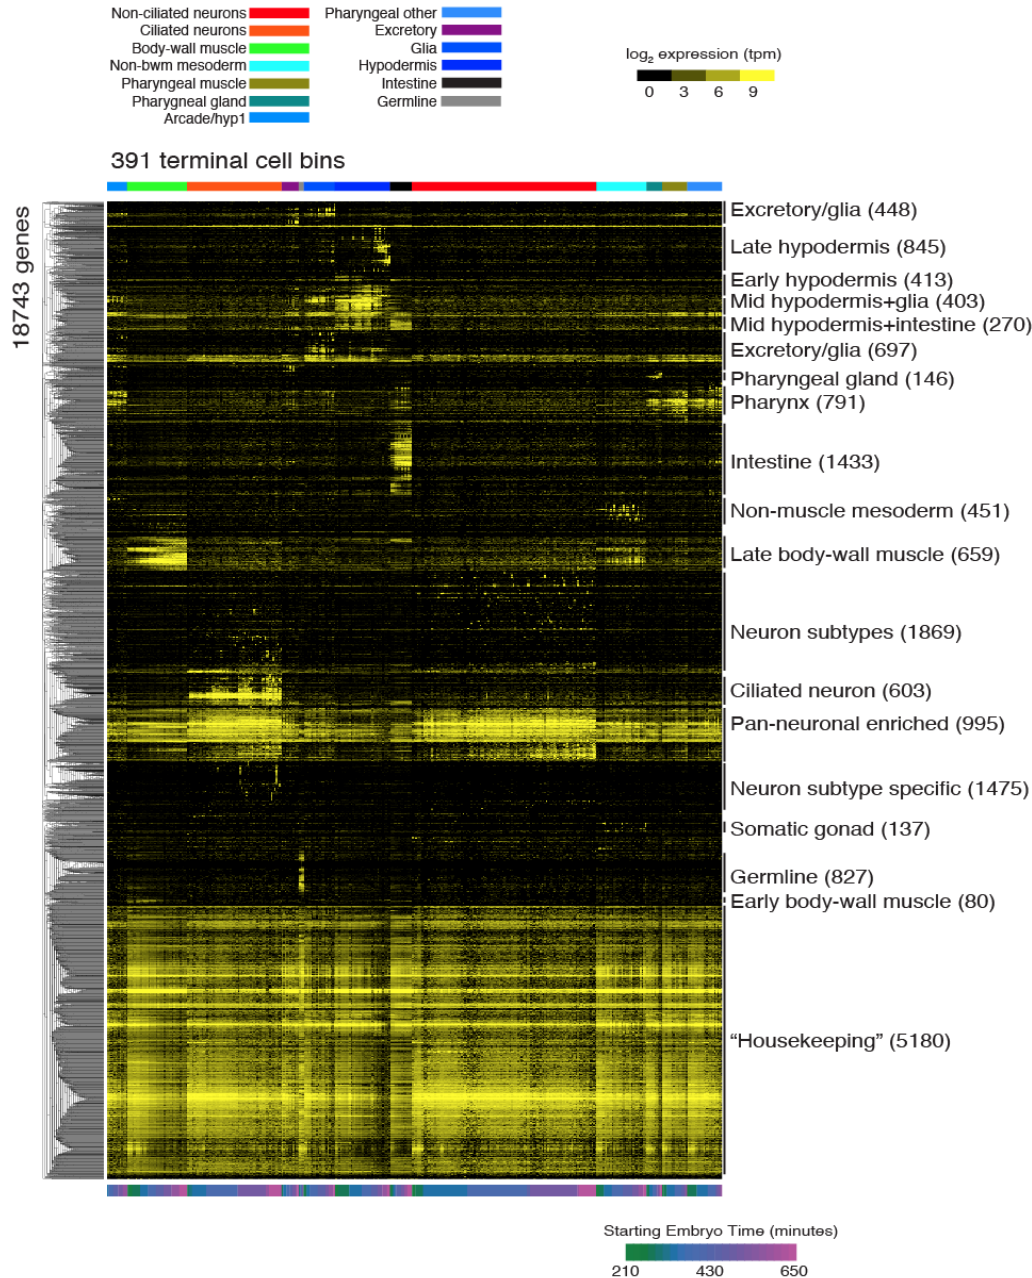 Non-ciliated neurons
Ciliated neurons
Body-wall muscle
Non-bwm mesoderm
Pharyngeal muscle
Pharygneal gland
Arcade/hyp1
Pharyngeal other
Excretory
Glia
Hypodermis
Intestine
Germline
log2 expression (tpm)
0 3 6 9
391 terminal cell bins
18743 genes
Excretory/glia (448)
Late hypodermis (845)
Early hypodermis (413)
Mid hypodermis+glia (403)
Mid hypodermis+intestine (270)
Excretory/glia (697)
Pharyngeal gland (146)
Pharynx (791)
Intestine (1433)
Non-muscle mesoderm (451)
Late body-wall muscle (659)
Neuron subtypes (1869)
Ciliated neuron (603)
Pan-neuronal enriched (995)
Neuron subtype specific (1475)
Somatic gonad (137)
Germline (827)
Early body-wall muscle (80)
“Housekeeping” (5180)
Starting Embryo Time (minutes)
210 430 650